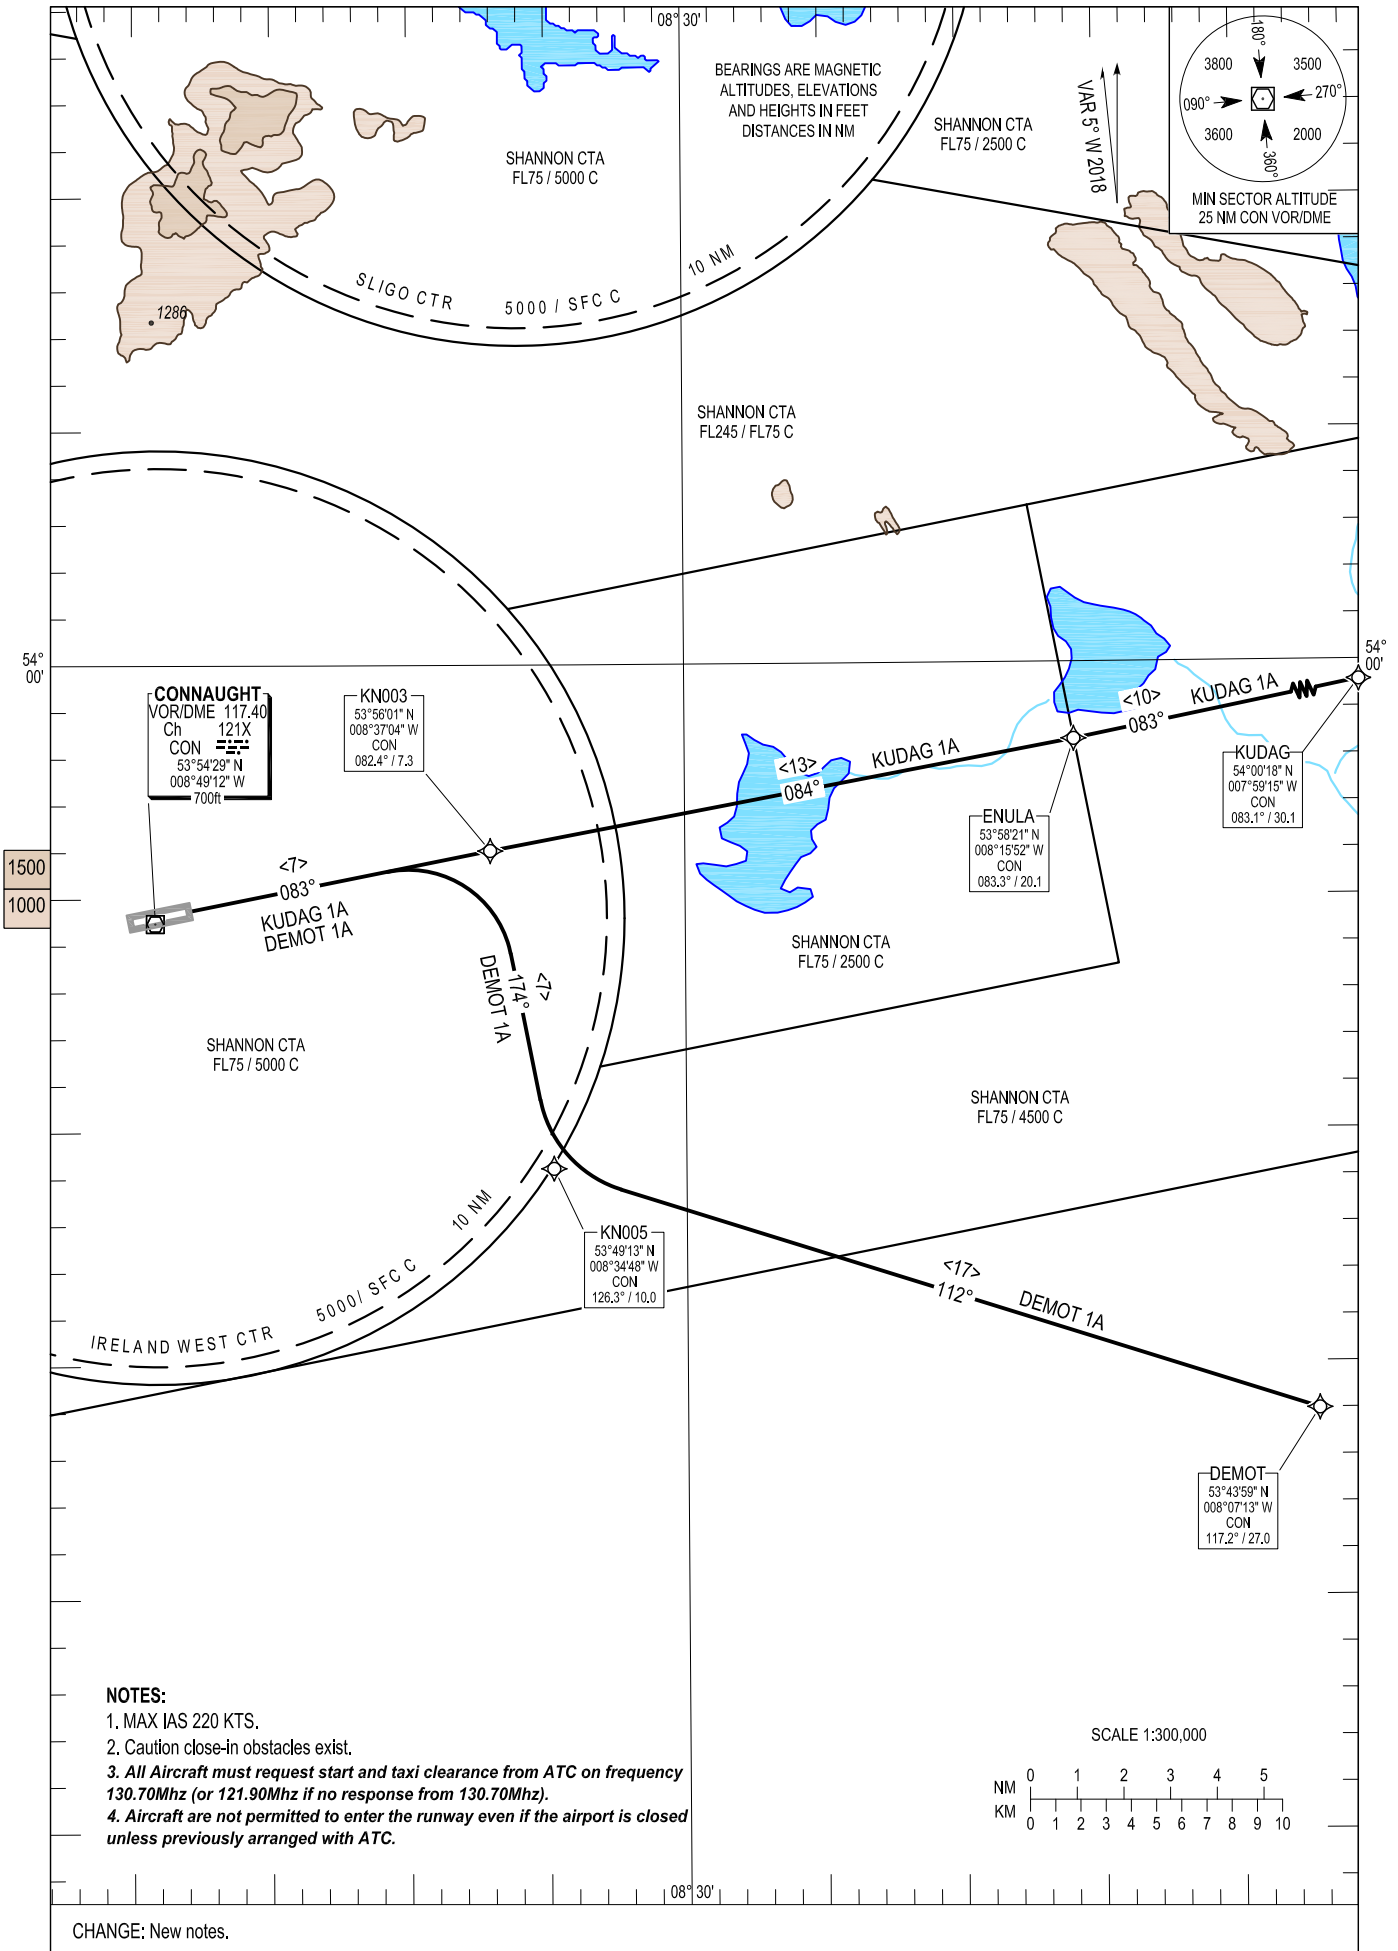 08° 30'
BEARINGS ARE MAGNETIC
ALTITUDES, ELEVATIONS
AND HEIGHTS IN FEET
DISTANCES IN NM
SHANNON CTA
FL75 / 5000 C
SHANNON CTA
FL75 / 2500 C
VAR 5° W 2018
180°
3800
3500
090°
270°
3600
2000
360°
MIN SECTOR ALTITUDE
25 NM CON VOR/DME
1286
SLIGO CTR 5000 / SFC C 10 NM
SHANNON CTA
FL245 / FL75 C
54°
00'
54°
00'
CONNAUGHT
VOR/DME 117.40
Ch 121X
CON
53°54'29" N
008°49'12" W
700ft
KN003
53°56'01" N
008°37'04" W
CON
082.4° / 7.3
<10>
083°
KUDAG 1A
<13>
084°
KUDAG 1A
KUDAG
54°00'18" N
007°59'15" W
CON
083.1° / 30.1
ENULA
53°58'21" N
008°15'52" W
CON
083.3° / 20.1
1500
1000
<7>
083°
KUDAG 1A
DEMOT 1A
<7>
174°
DEMOT 1A
SHANNON CTA
FL75 / 2500 C
SHANNON CTA
FL75 / 5000 C
SHANNON CTA
FL75 / 4500 C
KN005
53°49'13" N
008°34'48" W
CON
126.3° / 10.0
IRELAND WEST CTR 5000/ SFC C 10 NM
<17>
112°
DEMOT 1A
DEMOT
53°43'59" N
008°07'13" W
CON
117.2° / 27.0
NOTES:
1. MAX IAS 220 KTS.
2. Caution close-in obstacles exist.
3. All Aircraft must request start and taxi clearance from ATC on frequency
130.70Mhz (or 121.90Mhz if no response from 130.70Mhz).
4. Aircraft are not permitted to enter the runway even if the airport is closed
unless previously arranged with ATC.
SCALE 1:300,000
NM 0 1 2 3 4 5
KM 0 1 2 3 4 5 6 7 8 9 10
08° 30'
CHANGE: New notes.